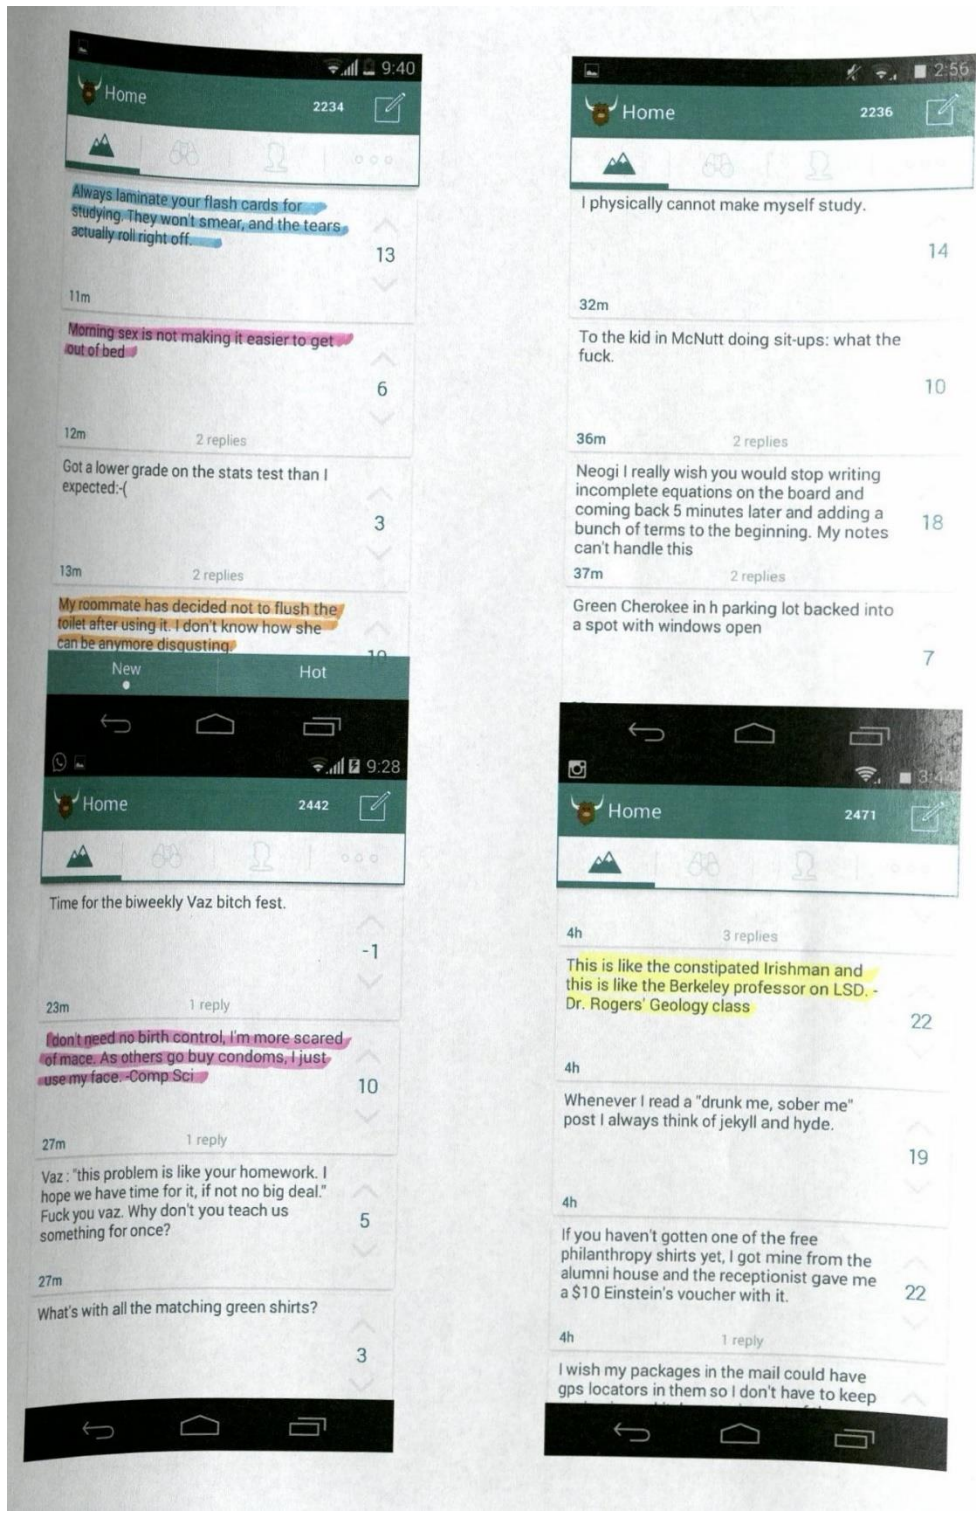 9:40
Home
2234
Always laminate your flash cards for
studying. They won't smear, and the tears
actually roll right off.
13
11m
Morning sex is not making it easier to get
out of bed
6
12m
2 replies
Got a lower grade on the stats test than I
expected:-(
3
13m
2 replies
My roommate has decided not to flush the
toilet after using it. I don't know how she
can be anymore disgusting.
New
Hot
9:28
Home
2442
Time for the biweekly Vaz bitch fest.
-1
23m
1 reply
I don't need no birth control, I'm more scared
of mace. As others go buy condoms, I just
use my face. -Comp Sci
10
27m
1 reply
Vaz : "this problem is like your homework. I
hope we have time for it, if not no big deal."
Fuck you vaz. Why don't you teach us
something for once?
5
27m
What's with all the matching green shirts?
3
2:56
Home
2236
I physically cannot make myself study.
14
32m
To the kid in McNutt doing sit-ups: what the
fuck.
10
36m
2 replies
Neogi I really wish you would stop writing
incomplete equations on the board and
coming back 5 minutes later and adding a
bunch of terms to the beginning. My notes
can't handle this
18
37m
2 replies
Green Cherokee in h parking lot backed into
a spot with windows open
7
Home
2471
4h
3 replies
This is like the constipated Irishman and
this is like the Berkeley professor on LSD. -
Dr. Rogers' Geology class
22
4h
Whenever I read a "drunk me, sober me"
post I always think of jekyll and hyde.
19
4h
If you haven't gotten one of the free
philanthropy shirts yet, I got mine from the
alumni house and the receptionist gave me
a $10 Einstein's voucher with it.
22
4h
1 reply
I wish my packages in the mail could have
gps locators in them so I don't have to keep